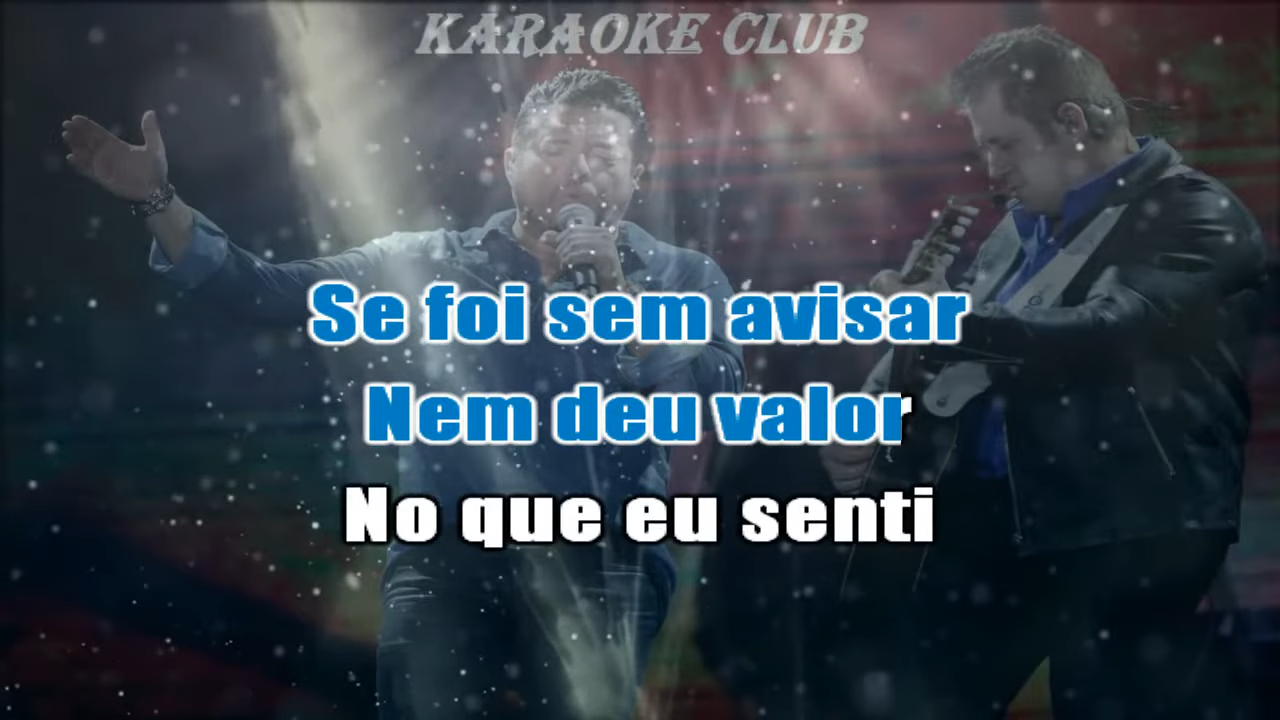 KARAOKE CLUB
Se foi sem avisar
Nem deu valor
No que eu senti